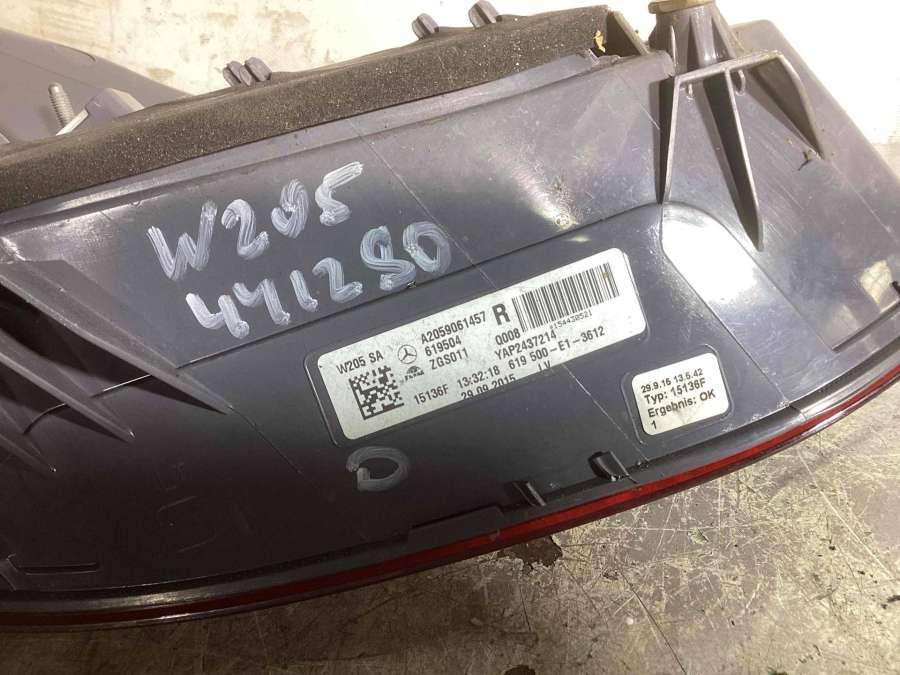 W205
441280
W205 SA A2059061457 R
619504 Q008
ZGS011 YAP2437214
15136F 13:32:18 619 500-E1-3612
29.09.2015 LV
29.9.15 13.5.42
Typ: 15136F
Ergebnis: OK
1